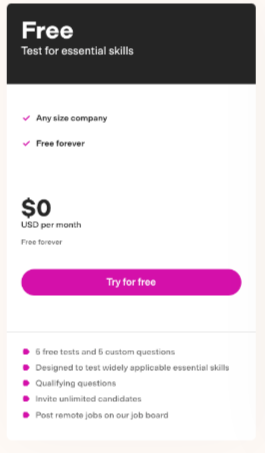 Free
Test for essential skills
Any size company
Free forever
$0
USD per month
Free forever
Try for free
5 free tests and 5 custom questions
Designed to test widely applicable essential skills
Qualifying questions
Invite unlimited candidates
Post remote jobs on our job board